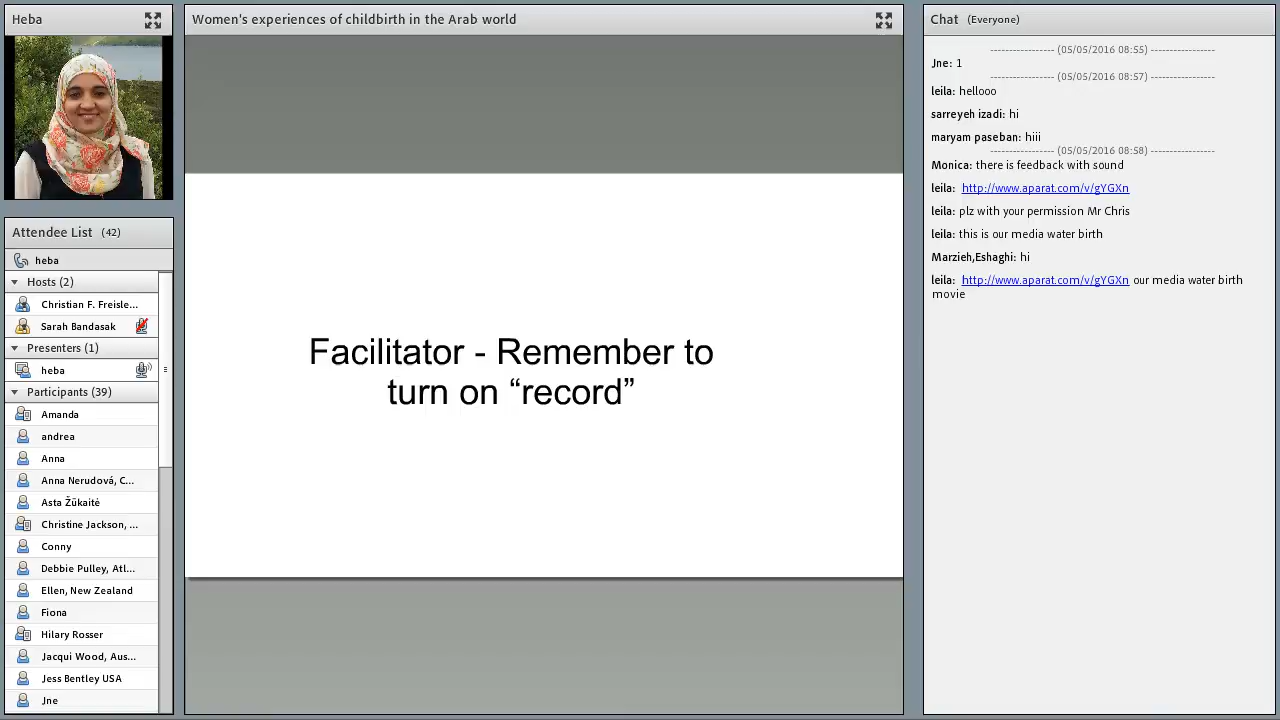 Heba
Attendee List (42)
heba
Hosts (2)
Christian F. Freisle...
Sarah Bandasak
Presenters (1)
heba
Participants (39)
Amanda
andrea
Anna
Anna Nerudová, C...
Asta Žūkaitė
Christine Jackson, ...
Conny
Debbie Pulley, Atl...
Ellen, New Zealand
Fiona
Hilary Rosser
Jacqui Wood, Aus...
Jess Bentley USA
Jne
Women's experiences of childbirth in the Arab world
Facilitator - Remember to
turn on “record”
Chat (Everyone)
----------------- (05/05/2016 08:55) -----------------
Jne: 1
----------------- (05/05/2016 08:57) -----------------
leila: hellooo
sarreyeh izadi: hi
maryam paseban: hiii
----------------- (05/05/2016 08:58) -----------------
Monica: there is feedback with sound
leila: http://www.aparat.com/v/gYGXn
leila: plz with your permission Mr Chris
leila: this is our media water birth
Marzieh,Eshaghi: hi
leila: http://www.aparat.com/v/gYGXn our media water birth
movie